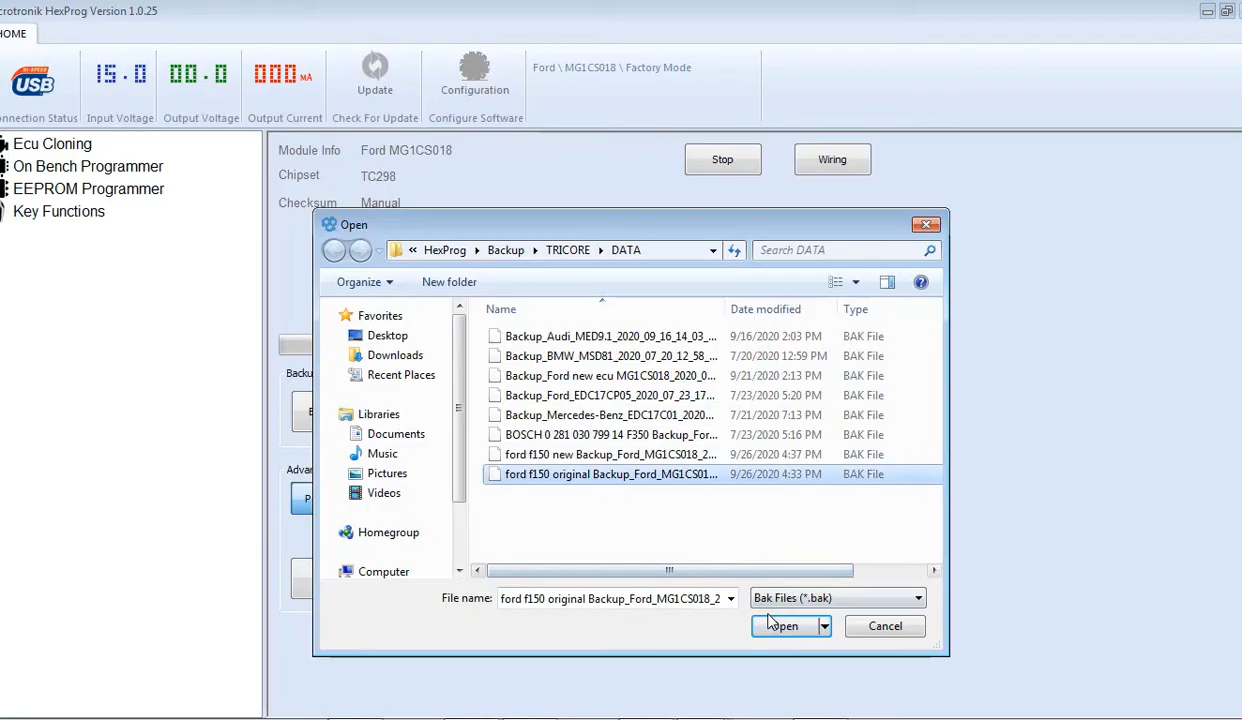 crotronik HexProg Version 1.0.25
HOME
HI-SPEED
USB
15.0
00.0
000 MA
Update
Configuration
Ford \ MG1CS018 \ Factory Mode
nnection Status
Input Voltage
Output Voltage
Output Current
Check For Update
Configure Software
Ecu Cloning
On Bench Programmer
EEPROM Programmer
Key Functions
Module Info Ford MG1CS018
Stop
Wiring
Chipset TC298
Checksum Manual
Open
« HexProg Backup TRICORE DATA
Search DATA
Organize
New folder
Name Date modified Type
Favorites
Desktop
Downloads
Recent Places
Libraries
Documents
Music
Pictures
Videos
Homegroup
Computer
Backup_Audi_MED9.1_2020_09_16_14_03_... 9/16/2020 2:03 PM BAK File
Backup_BMW_MSD81_2020_07_20_12_58_... 7/20/2020 12:59 PM BAK File
Backup_Ford new ecu MG1CS018_2020_0... 9/21/2020 2:13 PM BAK File
Backup_Ford_EDC17CP05_2020_07_23_17... 7/23/2020 5:20 PM BAK File
Backup_Mercedes-Benz_EDC17C01_2020... 7/21/2020 7:13 PM BAK File
BOSCH 0 281 030 799 14 F350 Backup_For... 7/23/2020 5:16 PM BAK File
ford f150 new Backup_Ford_MG1CS018_2... 9/26/2020 4:37 PM BAK File
ford f150 original Backup_Ford_MG1CS01... 9/26/2020 4:33 PM BAK File
Backu
Advan
P
File name: ford f150 original Backup_Ford_MG1CS018_2
Bak Files (*.bak)
Open
Cancel